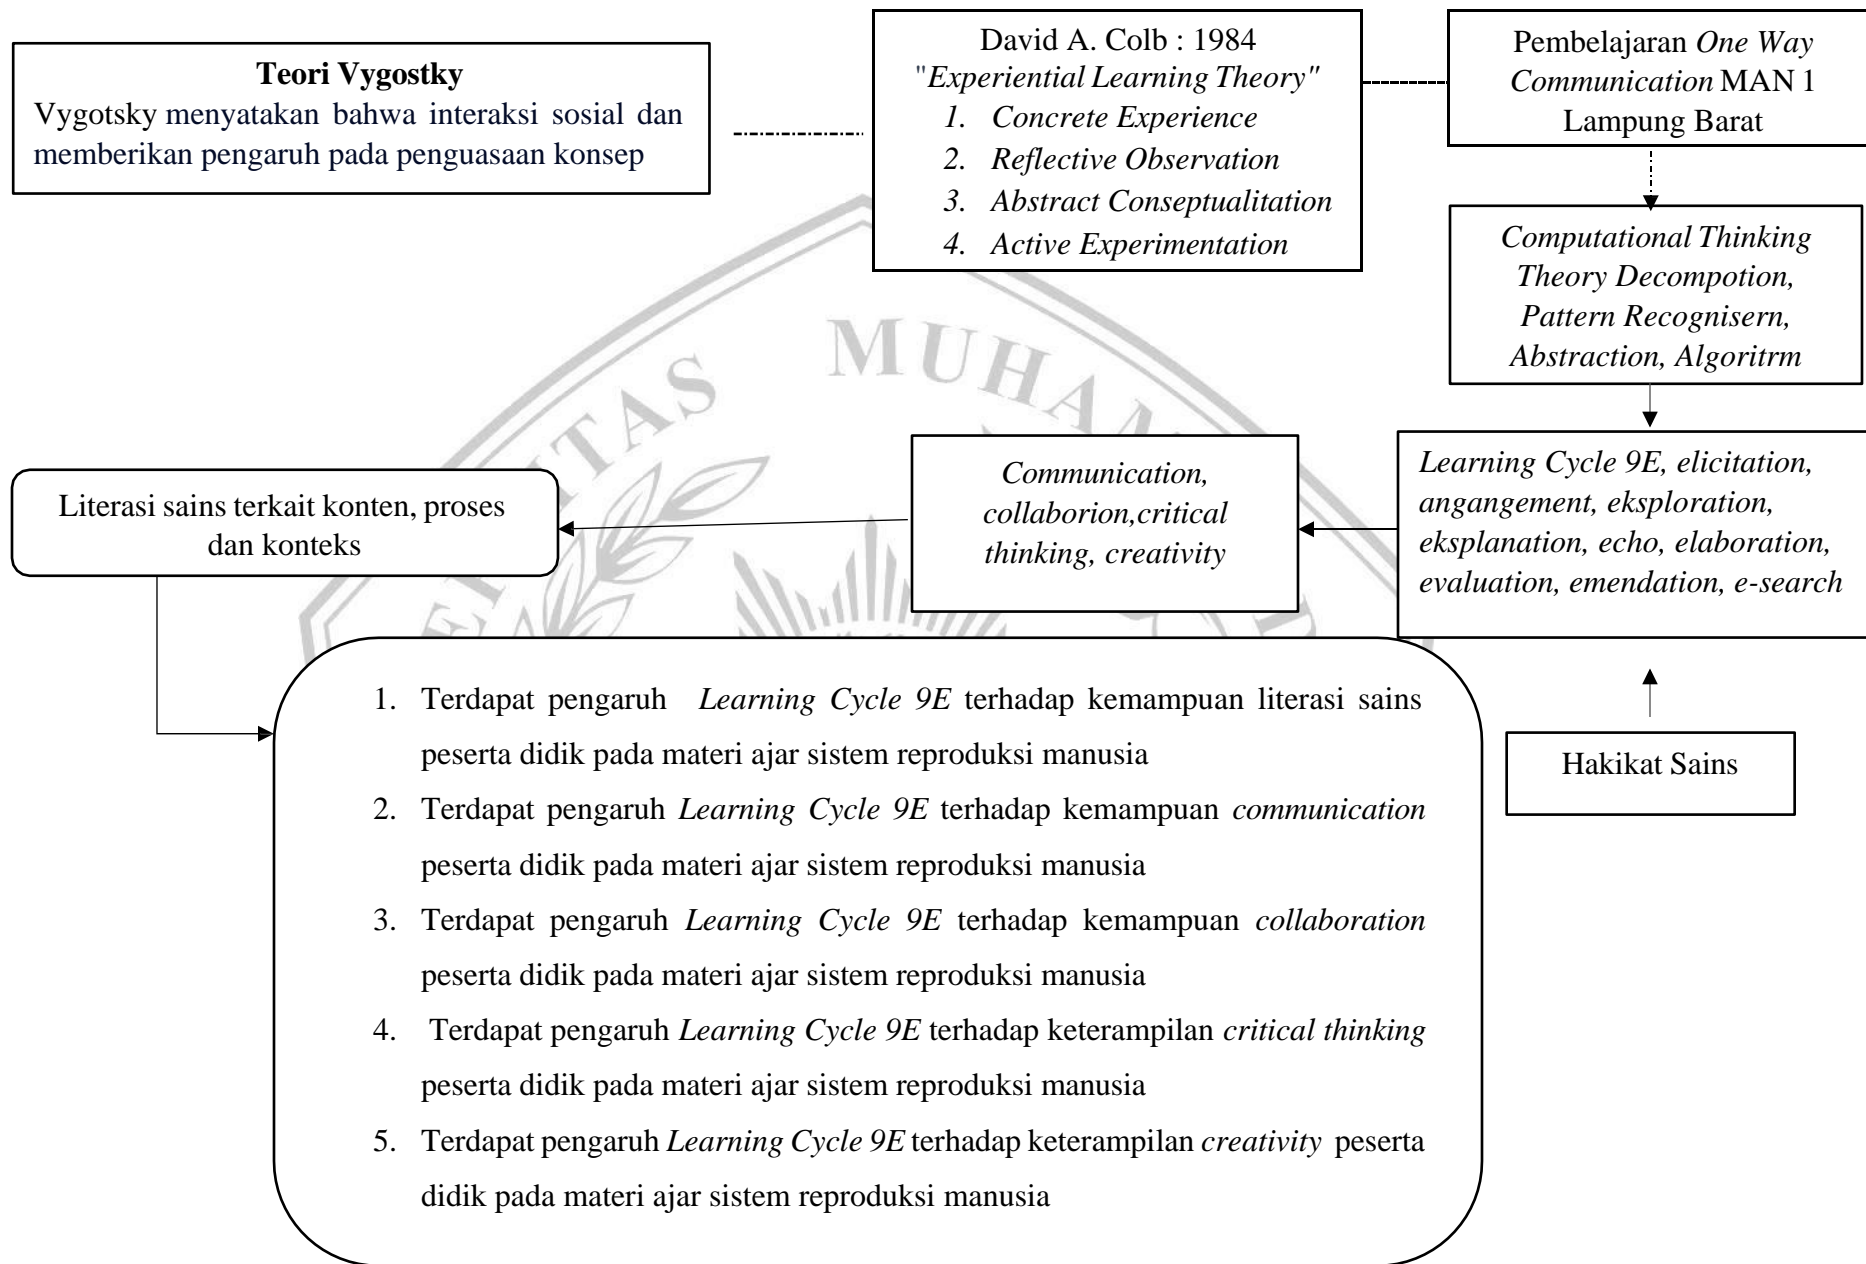 Teori Vygostky
Vygotsky menyatakan bahwa interaksi sosial dan
memberikan pengaruh pada penguasaan konsep
David A. Colb : 1984
"Experiential Learning Theory"
1. Concrete Experience
2. Reflective Observation
3. Abstract Conseptualitation
4. Active Experimentation
Pembelajaran One Way
Communication MAN 1
Lampung Barat
Computational Thinking
Theory Decompotion,
Pattern Recognisern,
Abstraction, Algoritrm
Learning Cycle 9E, elicitation,
angangement, eksploration,
eksplanation, echo, elaboration,
evaluation, emendation, e-search
Communication,
collaborion,critical
thinking, creativity
Literasi sains terkait konten, proses
dan konteks
Hakikat Sains
1. Terdapat pengaruh Learning Cycle 9E terhadap kemampuan literasi sains
peserta didik pada materi ajar sistem reproduksi manusia
2. Terdapat pengaruh Learning Cycle 9E terhadap kemampuan communication
peserta didik pada materi ajar sistem reproduksi manusia
3. Terdapat pengaruh Learning Cycle 9E terhadap kemampuan collaboration
peserta didik pada materi ajar sistem reproduksi manusia
4. Terdapat pengaruh Learning Cycle 9E terhadap keterampilan critical thinking
peserta didik pada materi ajar sistem reproduksi manusia
5. Terdapat pengaruh Learning Cycle 9E terhadap keterampilan creativity peserta
didik pada materi ajar sistem reproduksi manusia